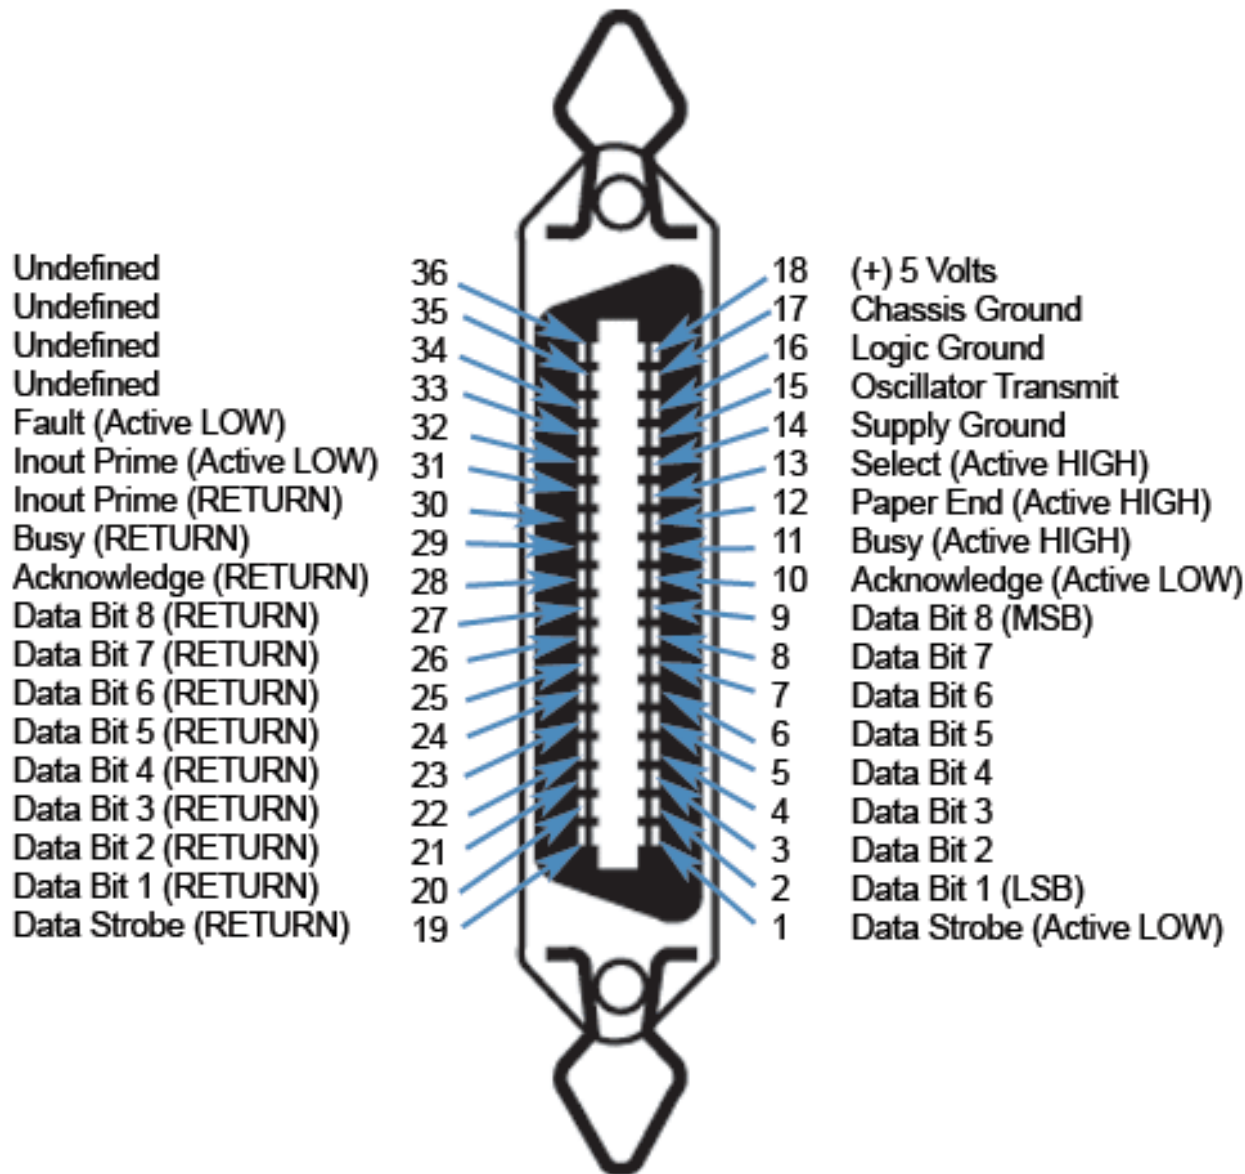 Undefined 36 18 (+) 5 Volts
Undefined 35 17 Chassis Ground
Undefined 34 16 Logic Ground
Undefined 33 15 Oscillator Transmit
Fault (Active LOW) 32 14 Supply Ground
Inout Prime (Active LOW) 31 13 Select (Active HIGH)
Inout Prime (RETURN) 30 12 Paper End (Active HIGH)
Busy (RETURN) 29 11 Busy (Active HIGH)
Acknowledge (RETURN) 28 10 Acknowledge (Active LOW)
Data Bit 8 (RETURN) 27 9 Data Bit 8 (MSB)
Data Bit 7 (RETURN) 26 8 Data Bit 7
Data Bit 6 (RETURN) 25 7 Data Bit 6
Data Bit 5 (RETURN) 24 6 Data Bit 5
Data Bit 4 (RETURN) 23 5 Data Bit 4
Data Bit 3 (RETURN) 22 4 Data Bit 3
Data Bit 2 (RETURN) 21 3 Data Bit 2
Data Bit 1 (RETURN) 20 2 Data Bit 1 (LSB)
Data Strobe (RETURN) 19 1 Data Strobe (Active LOW)